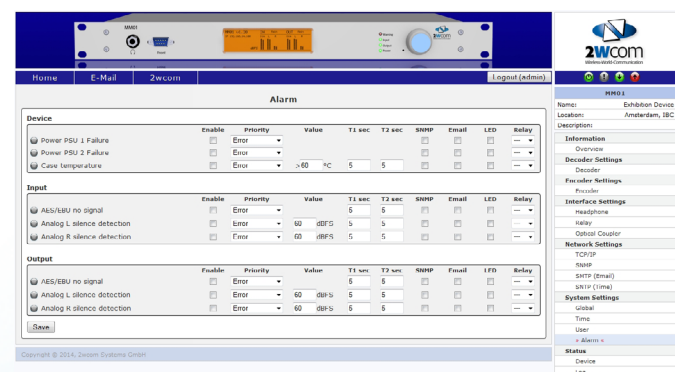 MM01
2wcom
Wireless-World-Communication
Home E-Mail 2wcom Logout (admin)
Alarm
Device
Enable Priority Value T1 sec T2 sec SNMP Email LED Relay
Power PSU 1 Failure Error ---
Power PSU 2 Failure Error ---
Case temperature Error >60 °C 5 5 ---
Input
Enable Priority Value T1 sec T2 sec SNMP Email LED Relay
AES/EBU no signal Error 5 5 ---
Analog L silence detection Error 60 dBFS 5 5 ---
Analog R silence detection Error 60 dBFS 5 5 ---
Output
Enable Priority Value T1 sec T2 sec SNMP Email LED Relay
AES/EBU no signal Error 5 5 ---
Analog L silence detection Error 60 dBFS 5 5 ---
Analog R silence detection Error 60 dBFS 5 5 ---
Save
Copyright © 2014, 2wcom Systems GmbH
MM01
Name: Exhibition Device
Location: Amsterdam, IBC
Description:
Information
Overview
Decoder Settings
Decoder
Encoder Settings
Encoder
Interface Settings
Headphone
Relay
Optical Coupler
Network Settings
TCP/IP
SNMP
SMTP (Email)
SNTP (Time)
System Settings
Global
Time
User
» Alarm «
Status
Device